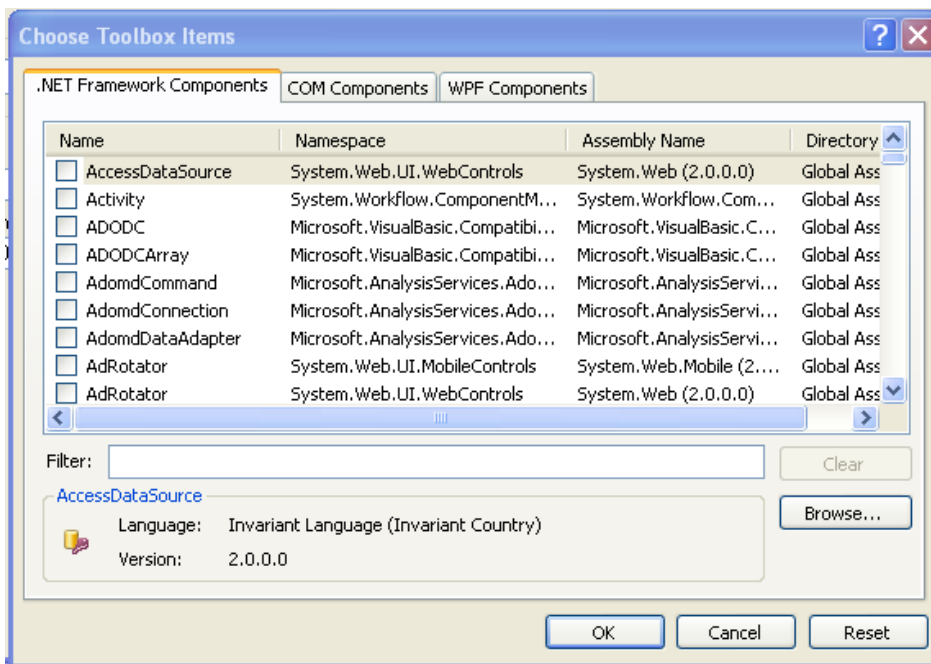 Choose Toolbox Items
.NET Framework Components COM Components WPF Components
Name Namespace Assembly Name Directory
AccessDataSource System.Web.UI.WebControls System.Web (2.0.0.0) Global Ass
Activity System.Workflow.ComponentM... System.Workflow.Com... Global Ass
ADODC Microsoft.VisualBasic.Compatibi... Microsoft.VisualBasic.C... Global Ass
ADODCArray Microsoft.VisualBasic.Compatibi... Microsoft.VisualBasic.C... Global Ass
AdomdCommand Microsoft.AnalysisServices.Ado... Microsoft.AnalysisServi... Global Ass
AdomdConnection Microsoft.AnalysisServices.Ado... Microsoft.AnalysisServi... Global Ass
AdomdDataAdapter Microsoft.AnalysisServices.Ado... Microsoft.AnalysisServi... Global Ass
AdRotator System.Web.UI.MobileControls System.Web.Mobile (2.... Global Ass
AdRotator System.Web.UI.WebControls System.Web (2.0.0.0) Global Ass
Filter: Clear
AccessDataSource
Browse...
Language: Invariant Language (Invariant Country)
Version: 2.0.0.0
OK Cancel Reset